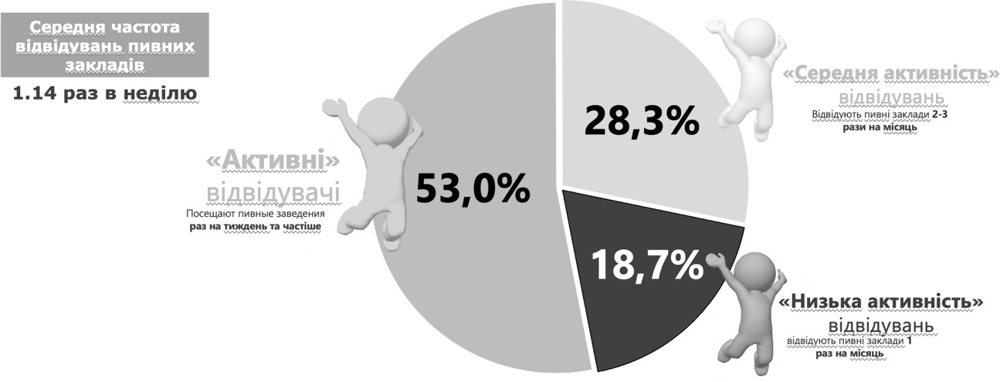 Середня частота
відвідувань пивних
закладів
1.14 раз в неділю
28,3%
«Середня активність»
відвідувань
Відвідують пивні заклади 2-3
рази на місяць
«Активні»
відвідувачі
Посещают пивные заведения
раз на тиждень та частіше
53,0%
18,7%
«Низька активність»
відвідувань
відвідують пивні заклади 1
раз на місяць